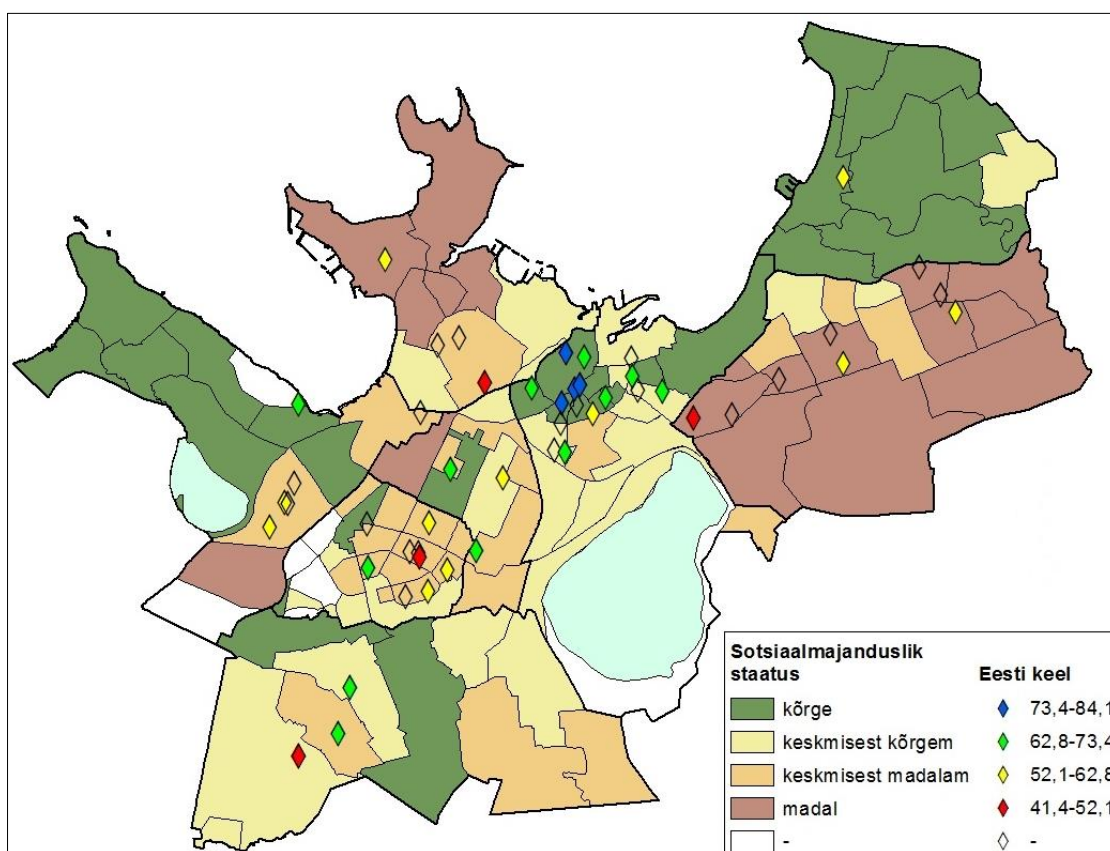 Sotsiaalmajanduslik
staatus
Eesti keel
kõrge
73,4-84,1
keskmisest kõrgem
62,8-73,4
keskmisest madalam
52,1-62,8
madal
41,4-52,1
-
-